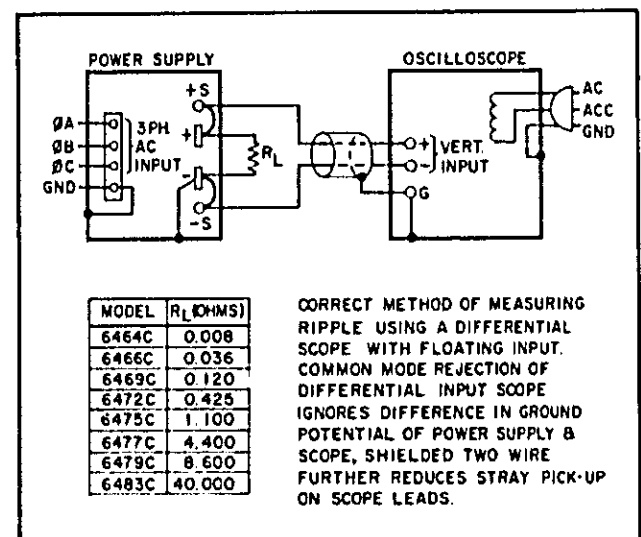 POWER SUPPLY
OSCILLOSCOPE
+S
ØA
ØB
ØC
GND
3PH.
AC
INPUT
+
-
-S
RL
+
-
VERT.
INPUT
G
AC
ACC
GND
MODEL RL(OHMS)
6464C 0.008
6466C 0.036
6469C 0.120
6472C 0.425
6475C 1.100
6477C 4.400
6479C 8.600
6483C 40.000
CORRECT METHOD OF MEASURING
RIPPLE USING A DIFFERENTIAL
SCOPE WITH FLOATING INPUT.
COMMON MODE REJECTION OF
DIFFERENTIAL INPUT SCOPE
IGNORES DIFFERENCE IN GROUND
POTENTIAL OF POWER SUPPLY &
SCOPE, SHIELDED TWO WIRE
FURTHER REDUCES STRAY PICK-UP
ON SCOPE LEADS.